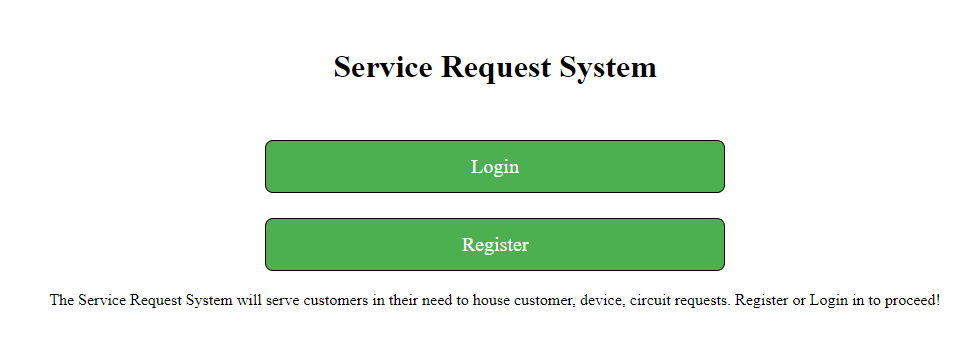 Service Request System
Login
Register
The Service Request System will serve customers in their need to house customer, device, circuit requests. Register or Login in to proceed!